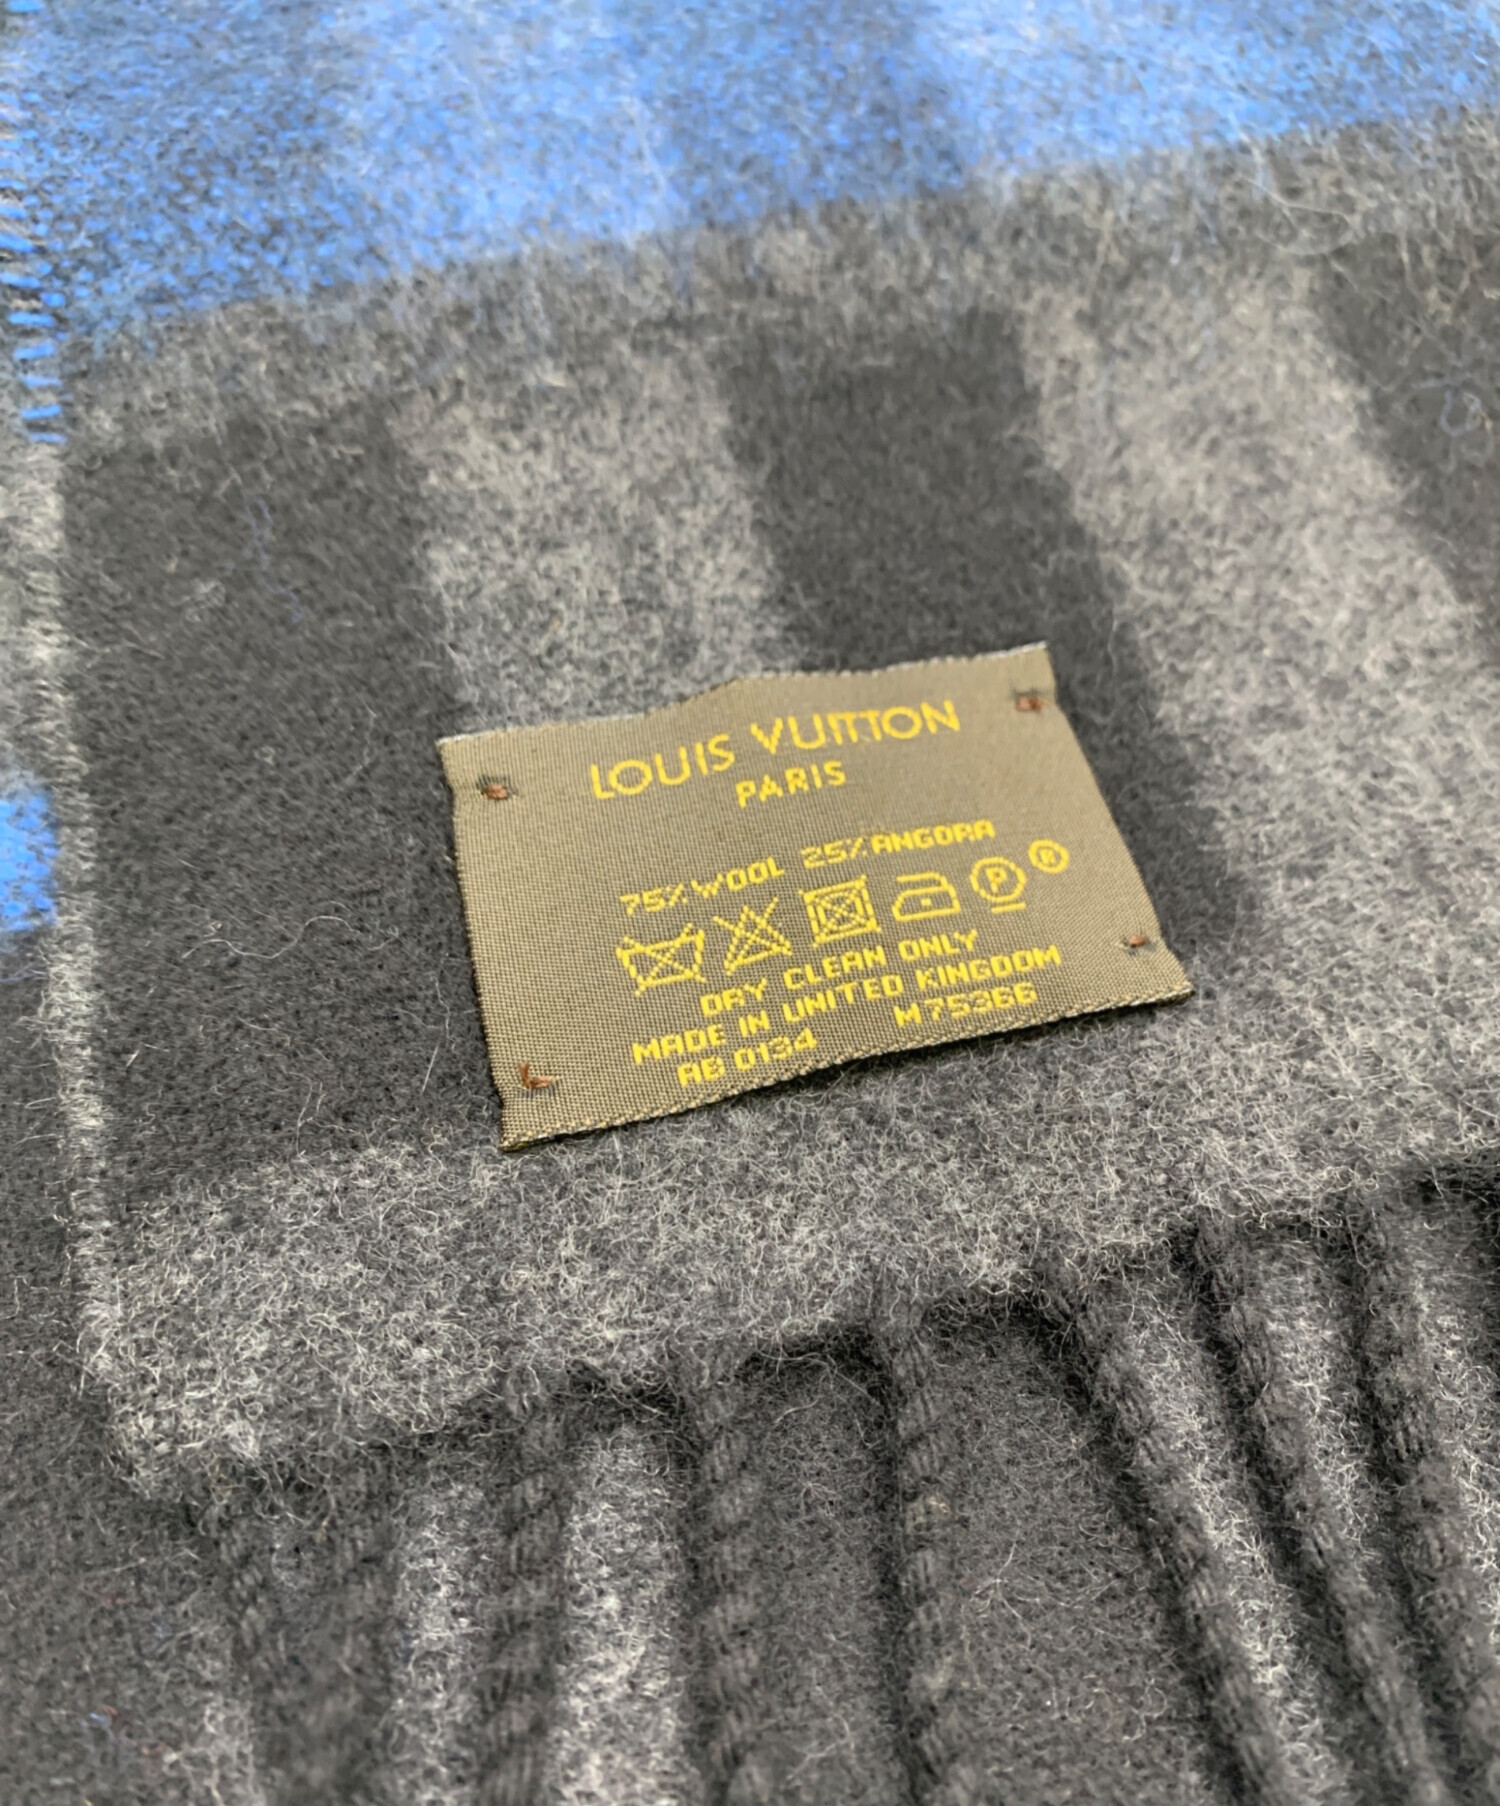 LOUIS VUITTON
PARIS
75% WOOL 25% ANGORA
P ®
DRY CLEAN ONLY
MADE IN UNITED KINGDOM
AB 0134 M75366